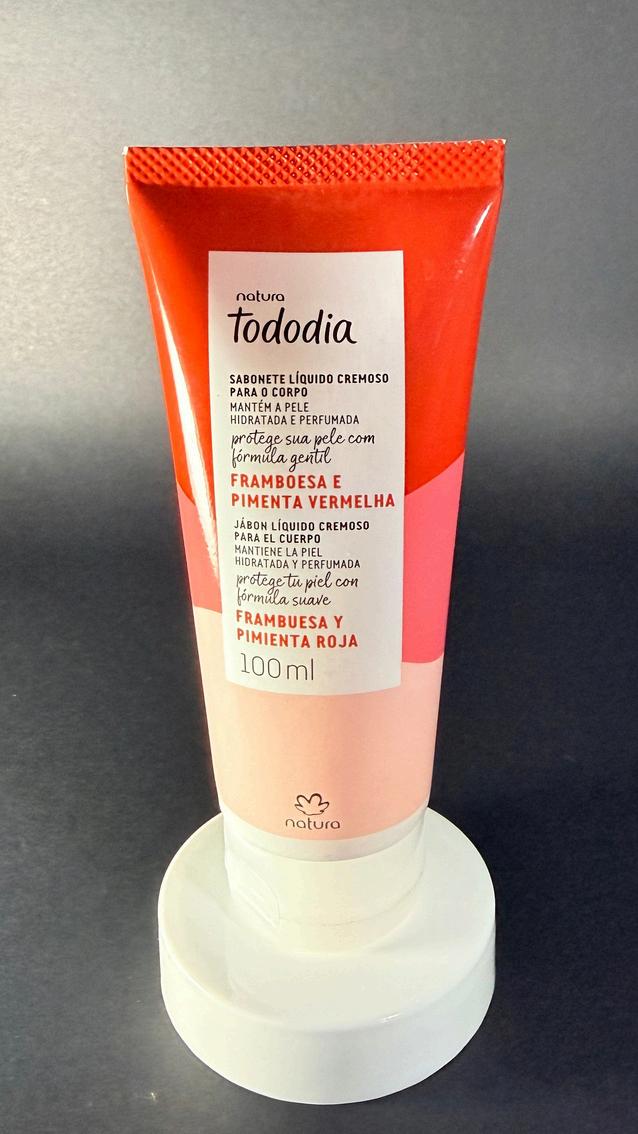 natura
Tododia
SABONETE LÍQUIDO CREMOSO
PARA O CORPO
MANTÉM A PELE
HIDRATADA E PERFUMADA
protege sua pele com
fórmula gentil
FRAMBOESA E
PIMENTA VERMELHA
JÁBON LÍQUIDO CREMOSO
PARA EL CUERPO
MANTIENE LA PIEL
HIDRATADA Y PERFUMADA
protege tu piel con
fórmula suave
FRAMBUESA Y
PIMIENTA ROJA
100ml
natura